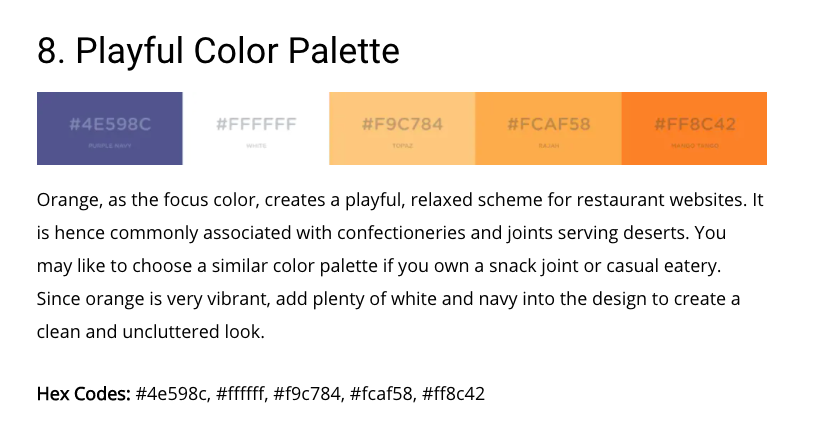 8. Playful Color Palette
#4E598C #FFFFFF #F9C784 #FCAF58 #FF8C42
PURPLE NAVY WHITE TOPAZ RAJAH MANGO TANGO
Orange, as the focus color, creates a playful, relaxed scheme for restaurant websites. It
is hence commonly associated with confectioneries and joints serving deserts. You
may like to choose a similar color palette if you own a snack joint or casual eatery.
Since orange is very vibrant, add plenty of white and navy into the design to create a
clean and uncluttered look.
Hex Codes: #4e598c, #ffffff, #f9c784, #fcaf58, #ff8c42